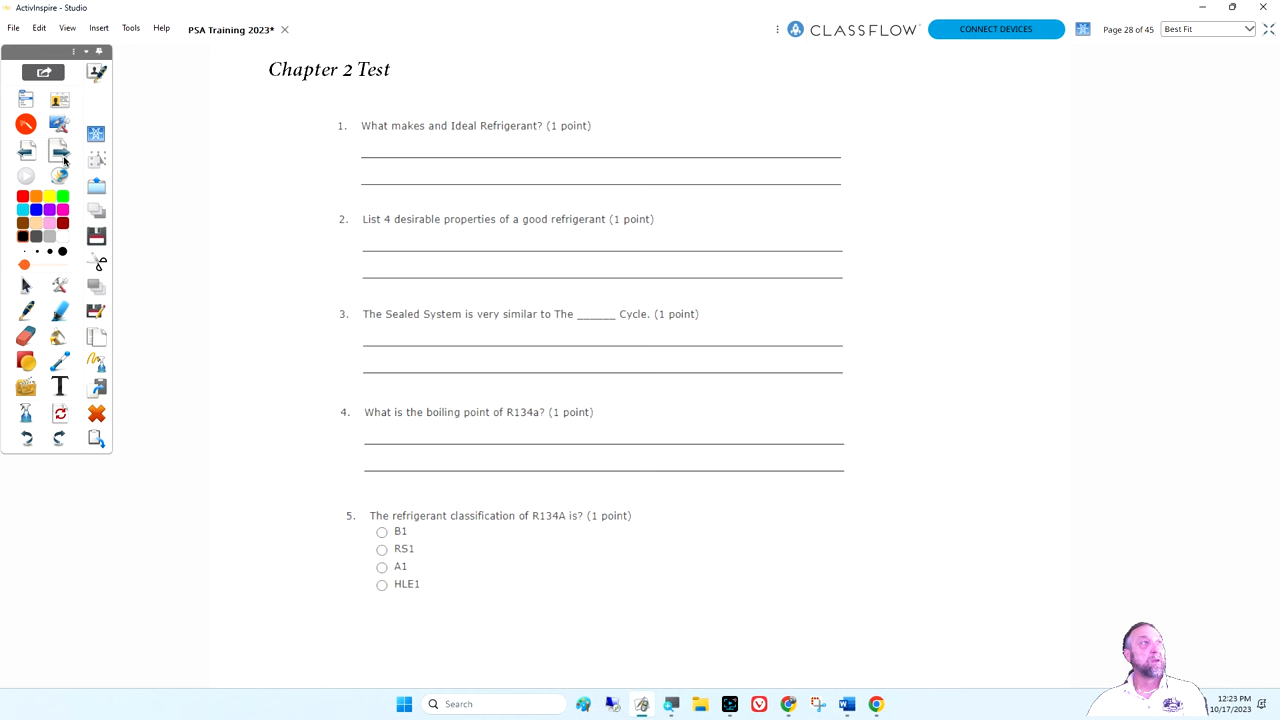 ActivInspire - Studio
File Edit View Insert Tools Help PSA Training 2023* CLASSFLOW CONNECT DEVICES Page 28 of 45 Best Fit
Chapter 2 Test
1. What makes and Ideal Refrigerant? (1 point)
2. List 4 desirable properties of a good refrigerant (1 point)
3. The Sealed System is very similar to The ______ Cycle. (1 point)
4. What is the boiling point of R134a? (1 point)
5. The refrigerant classification of R134A is? (1 point)
B1
RS1
A1
HLE1
Search
12:23 PM
10/17/2023